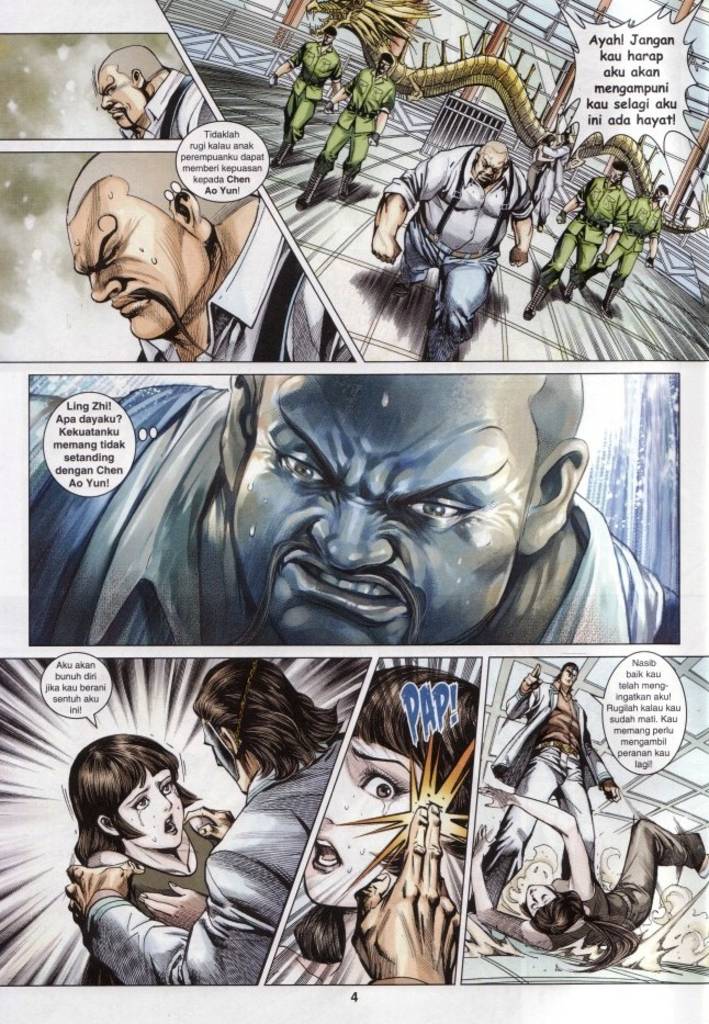 Tidaklah
rugi kalau anak
perempuanku dapat
memberi kepuasan
kepada Chen
Ao Yun!
Ayah! Jangan
kau harap
aku akan
mengampuni
kau selagi aku
ini ada hayat!
Ling Zhi!
Apa dayaku?
Kekuatanku
memang tidak
setanding
dengan Chen
Ao Yun!
Aku akan
bunuh diri
jika kau berani
sentuh aku
ini!
PAP!
Nasib
baik kau
telah meng-
ingatkan aku!
Rugilah kalau kau
sudah mati. Kau
memang perlu
mengambil
peranan kau
lagi!
4